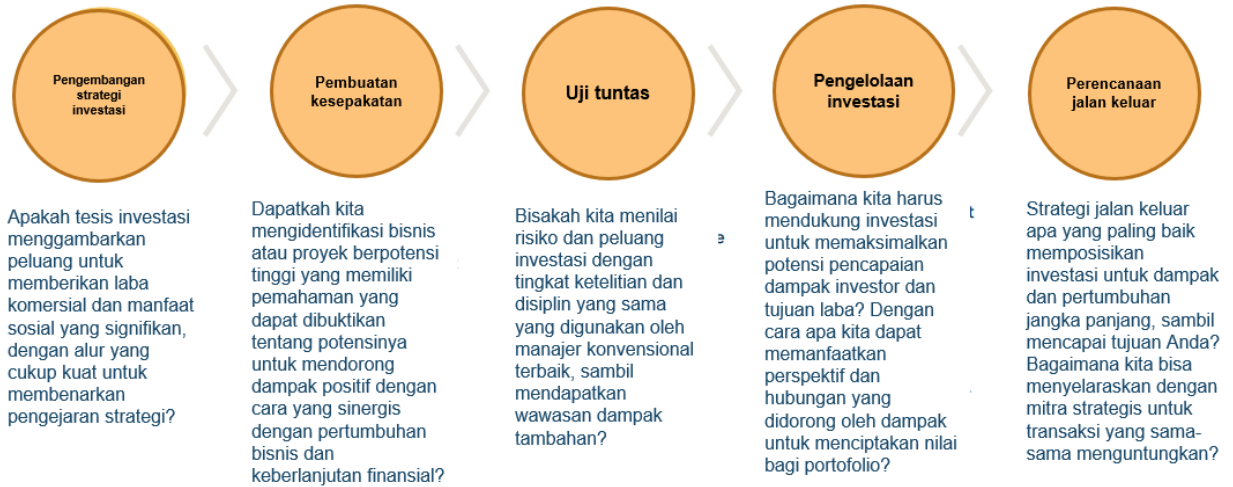 Pengembangan
strategi
investasi
Pembuatan
kesepakatan
Uji tuntas
Pengelolaan
investasi
Perencanaan
jalan keluar
Apakah tesis investasi
menggambarkan
peluang untuk
memberikan laba
komersial dan manfaat
sosial yang signifikan,
dengan alur yang
cukup kuat untuk
membenarkan
pengejaran strategi?
Dapatkah kita
mengidentifikasi bisnis
atau proyek berpotensi
tinggi yang memiliki
pemahaman yang
dapat dibuktikan
tentang potensinya
untuk mendorong
dampak positif dengan
cara yang sinergis
dengan pertumbuhan
bisnis dan
keberlanjutan finansial?
Bisakah kita menilai
risiko dan peluang
investasi dengan
tingkat ketelitian dan
disiplin yang sama
yang digunakan oleh
manajer konvensional
terbaik, sambil
mendapatkan
wawasan dampak
tambahan?
e
Bagaimana kita harus
mendukung investasi
untuk memaksimalkan
potensi pencapaian
dampak investor dan
tujuan laba? Dengan
cara apa kita dapat
memanfaatkan
perspektif dan
hubungan yang
didorong oleh dampak
untuk menciptakan nilai
bagi portofolio?
t
Strategi jalan keluar
apa yang paling baik
memposisikan
investasi untuk dampak
dan pertumbuhan
jangka panjang, sambil
mencapai tujuan Anda?
Bagaimana kita bisa
menyelaraskan dengan
mitra strategis untuk
transaksi yang sama-
sama menguntungkan?